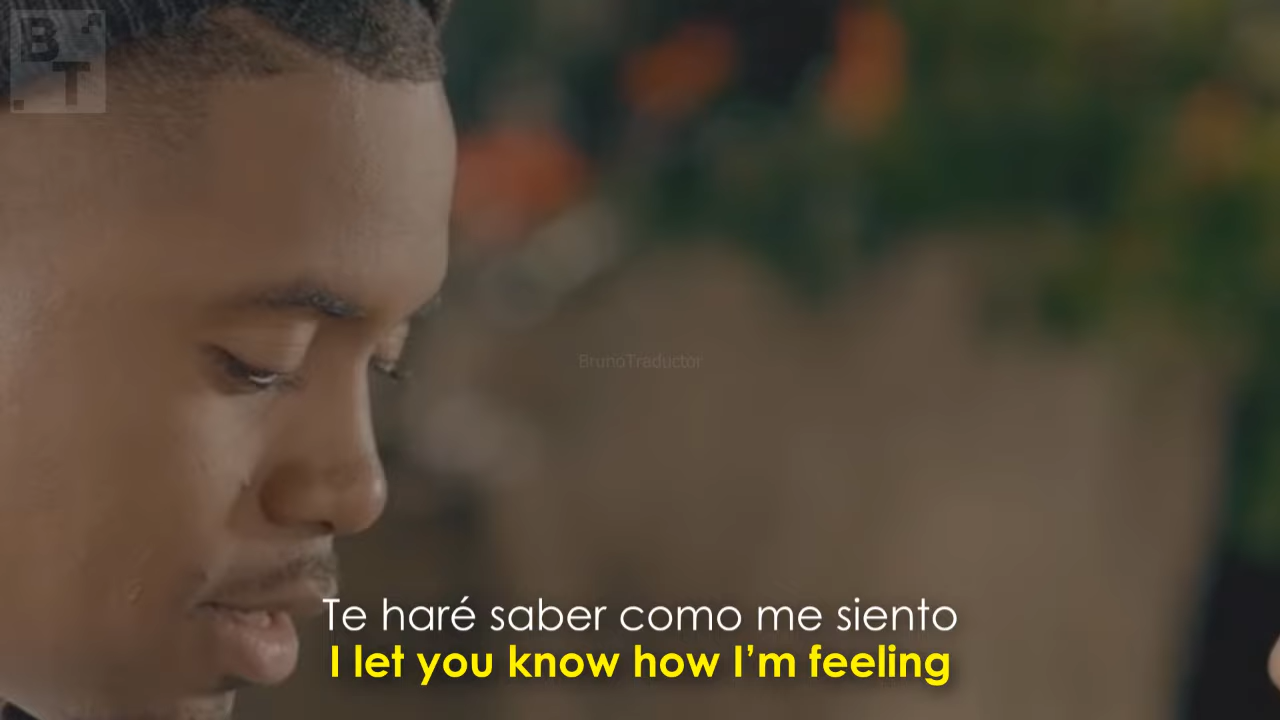 B
T
BrunoTraductor
Te haré saber como me siento
I let you know how I'm feeling